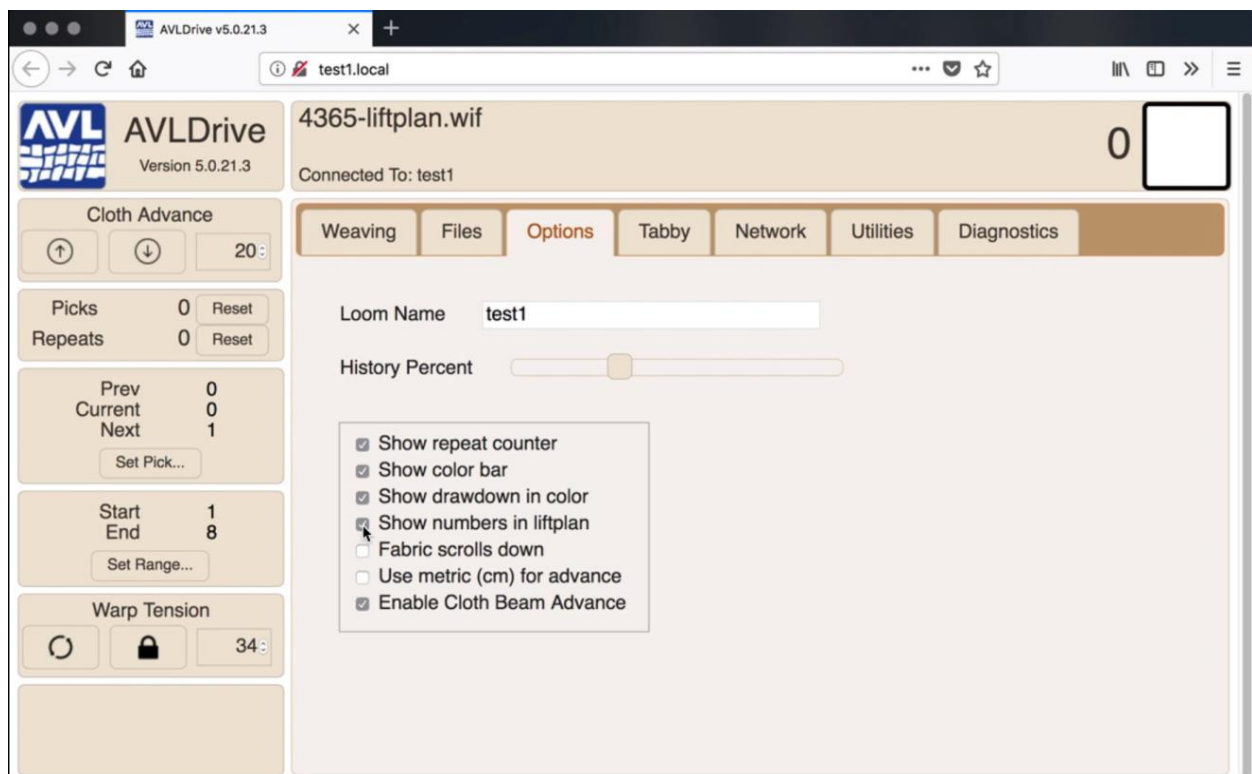 AVLDrive v5.0.21.3
test1.local
AVL
AVLDrive
Version 5.0.21.3
4365-liftplan.wif
Connected To: test1
0
Cloth Advance
20
Picks 0 Reset
Repeats 0 Reset
Prev 0
Current 0
Next 1
Set Pick...
Start 1
End 8
Set Range...
Warp Tension
34
Weaving Files Options Tabby Network Utilities Diagnostics
Loom Name test1
History Percent
Show repeat counter
Show color bar
Show drawdown in color
Show numbers in liftplan
Fabric scrolls down
Use metric (cm) for advance
Enable Cloth Beam Advance